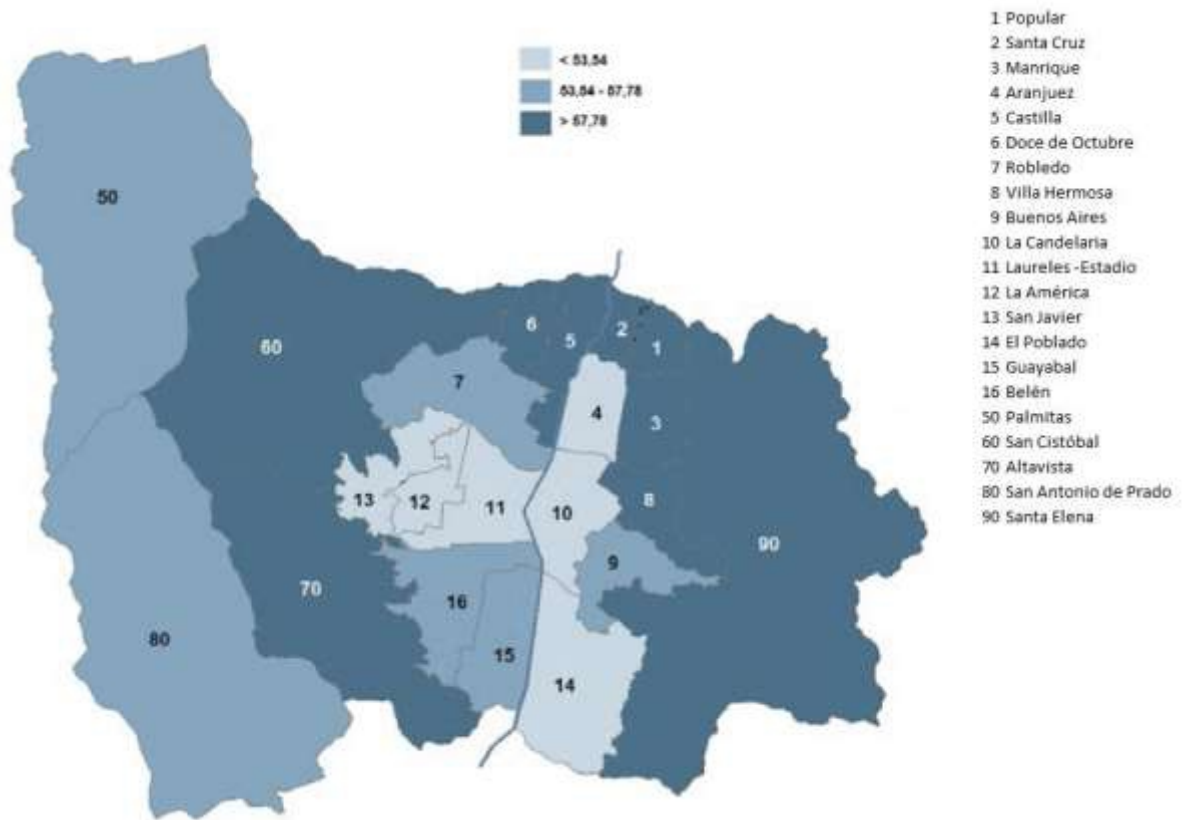 < 53,54
53,54 - 57,78
> 57,78
1 Popular
2 Santa Cruz
3 Manrique
4 Aranjuez
5 Castilla
6 Doce de Octubre
7 Robledo
8 Villa Hermosa
9 Buenos Aires
10 La Candelaria
11 Laureles -Estadio
12 La América
13 San Javier
14 El Poblado
15 Guayabal
16 Belén
50 Palmitas
60 San Cistóbal
70 Altavista
80 San Antonio de Prado
90 Santa Elena
50
60
6
5
2
1
7
4
3
13
12
11
10
8
90
9
70
16
80
15
14